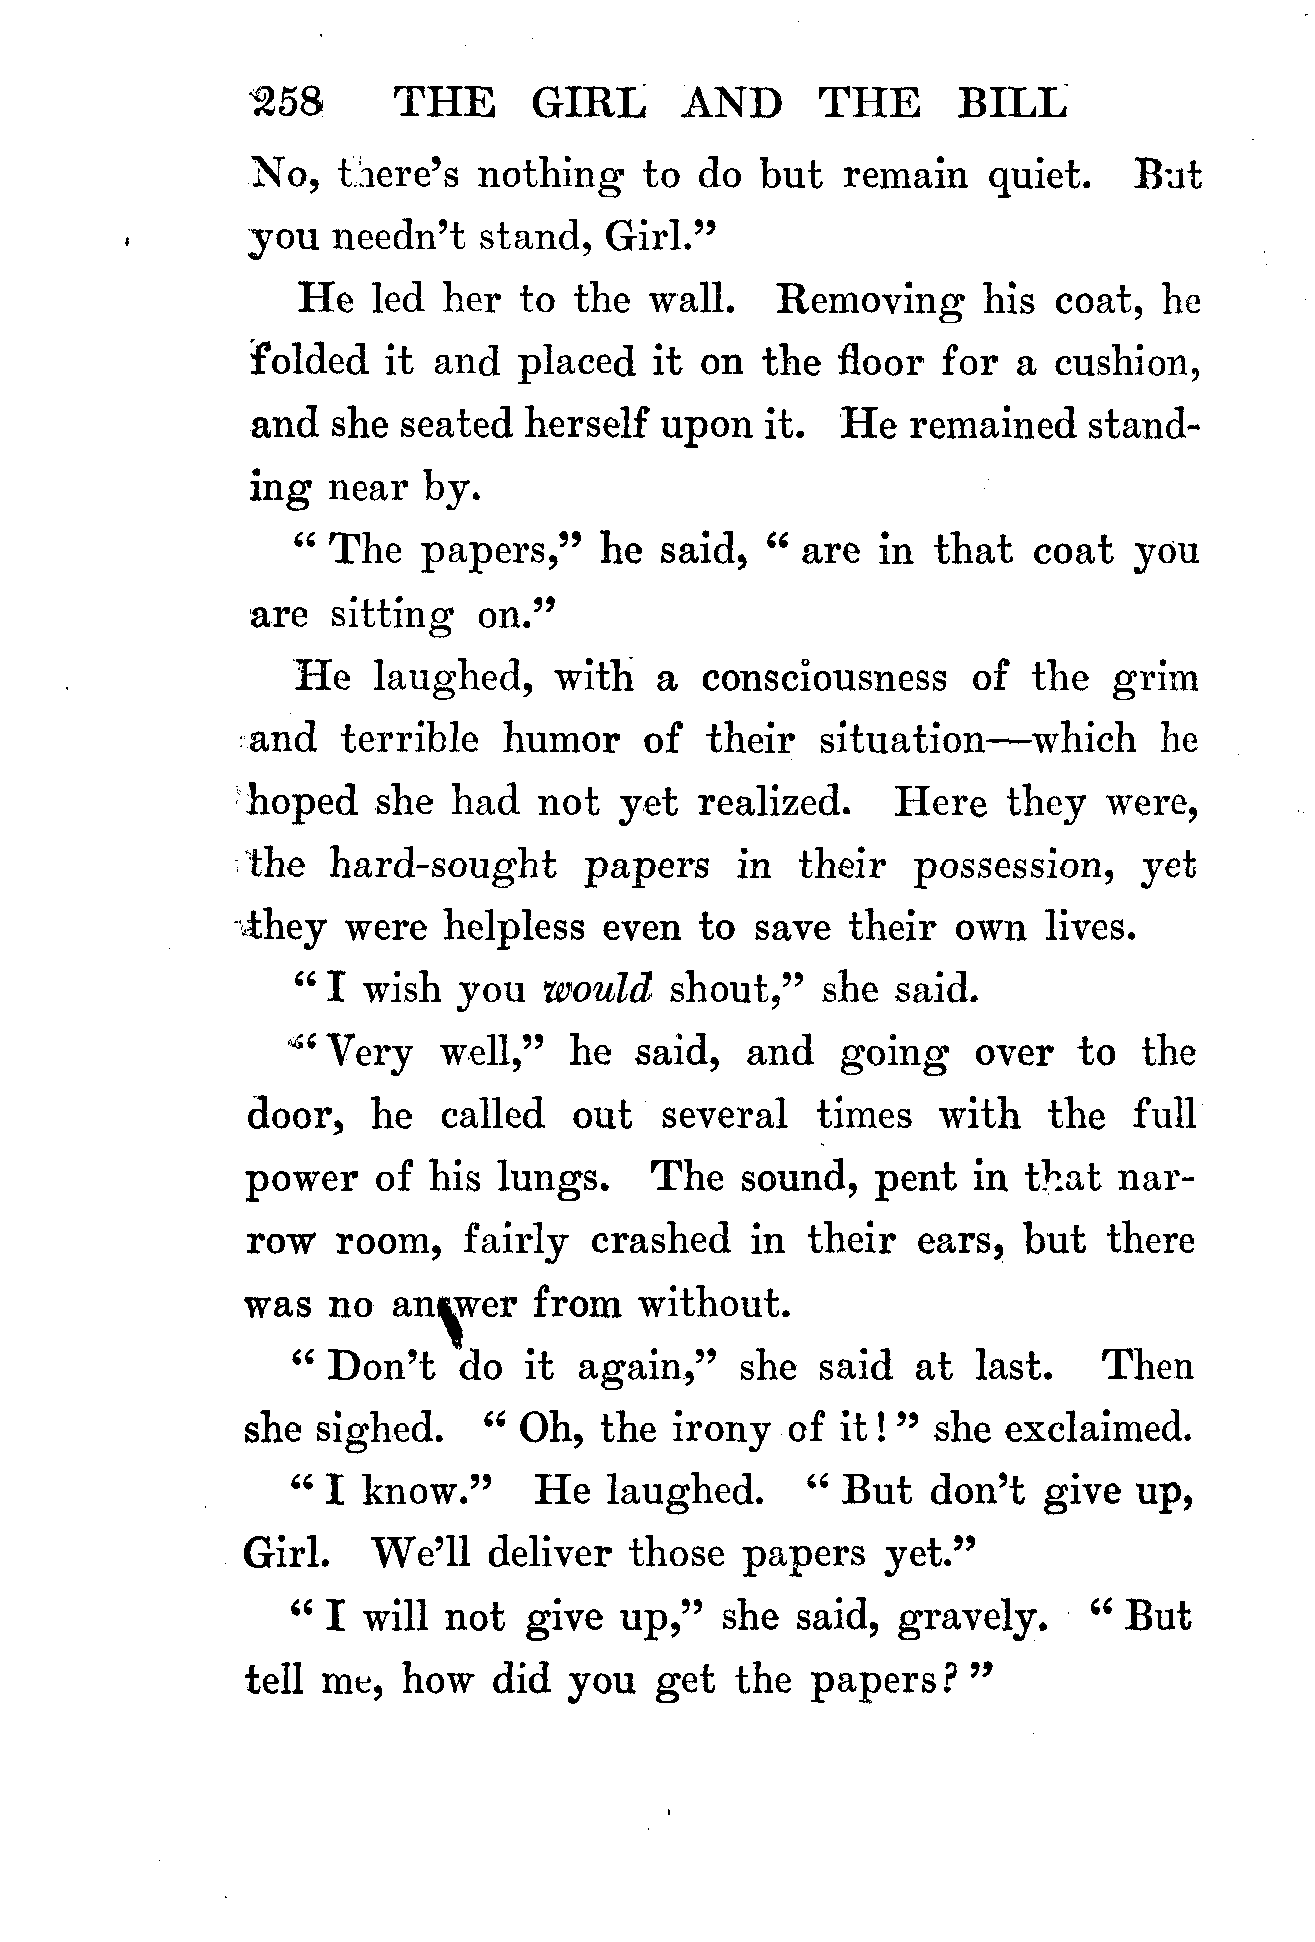 258 THE GIRL AND THE BILL
No, there's nothing to do but remain quiet. But
you needn't stand, Girl."
He led her to the wall. Removing his coat, he
folded it and placed it on the floor for a cushion,
and she seated herself upon it. He remained stand-
ing near by.
" The papers," he said, " are in that coat you
are sitting on."
He laughed, with a consciousness of the grim
and terrible humor of their situation—which he
hoped she had not yet realized. Here they were,
the hard-sought papers in their possession, yet
they were helpless even to save their own lives.
" I wish you would shout," she said.
" Very well," he said, and going over to the
door, he called out several times with the full
power of his lungs. The sound, pent in that nar-
row room, fairly crashed in their ears, but there
was no answer from without.
" Don't do it again," she said at last. Then
she sighed. " Oh, the irony of it! " she exclaimed.
" I know." He laughed. " But don't give up,
Girl. We'll deliver those papers yet."
" I will not give up," she said, gravely. " But
tell me, how did you get the papers? "